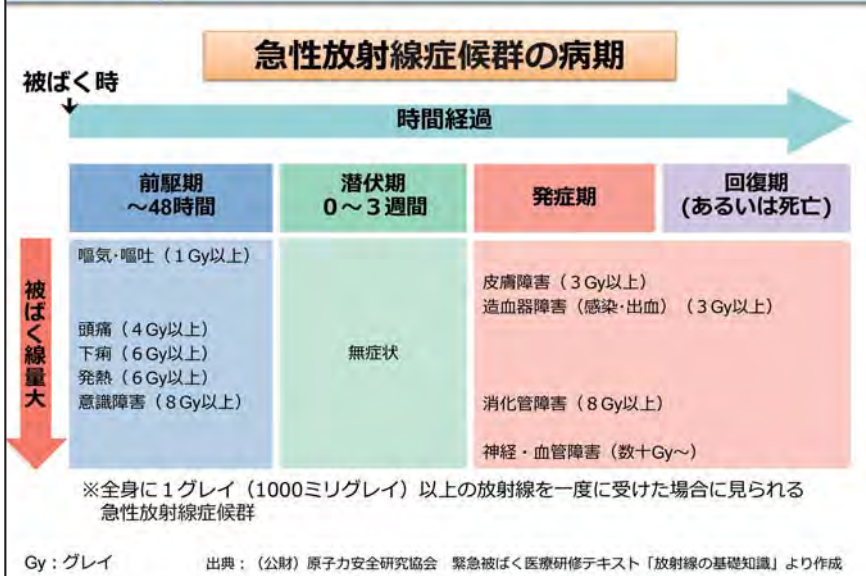 急性放射線症候群の病期
被ばく時
↓
時間経過
前駆期
～48時間
潜伏期
0～3週間
発症期
回復期
(あるいは死亡)
被ばく線量大
嘔気・嘔吐（1Gy以上）
頭痛（4Gy以上）
下痢（6Gy以上）
発熱（6Gy以上）
意識障害（8Gy以上）
無症状
皮膚障害（3Gy以上）
造血器障害（感染・出血）（3Gy以上）
消化管障害（8Gy以上）
神経・血管障害（数十Gy～）
※全身に1グレイ（1000ミリグレイ）以上の放射線を一度に受けた場合に見られる
急性放射線症候群
Gy：グレイ
出典：（公財）原子力安全研究協会　緊急被ばく医療研修テキスト「放射線の基礎知識」より作成